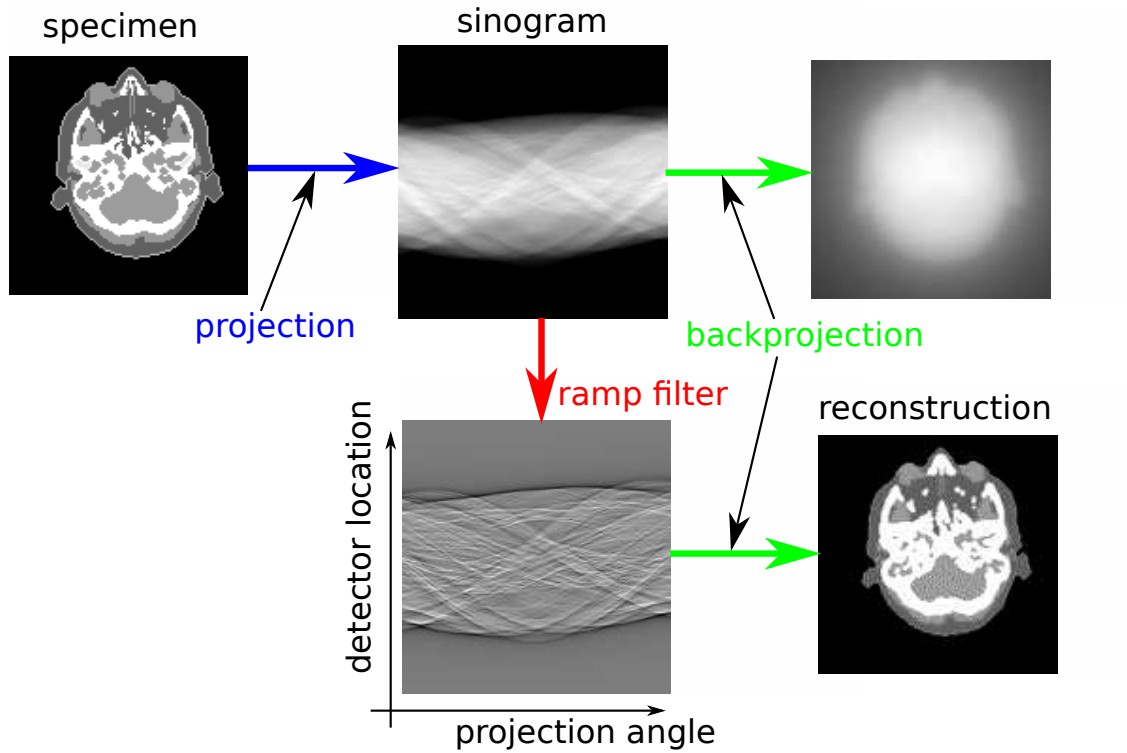 specimen
sinogram
projection
backprojection
ramp filter
reconstruction
detector location
projection angle